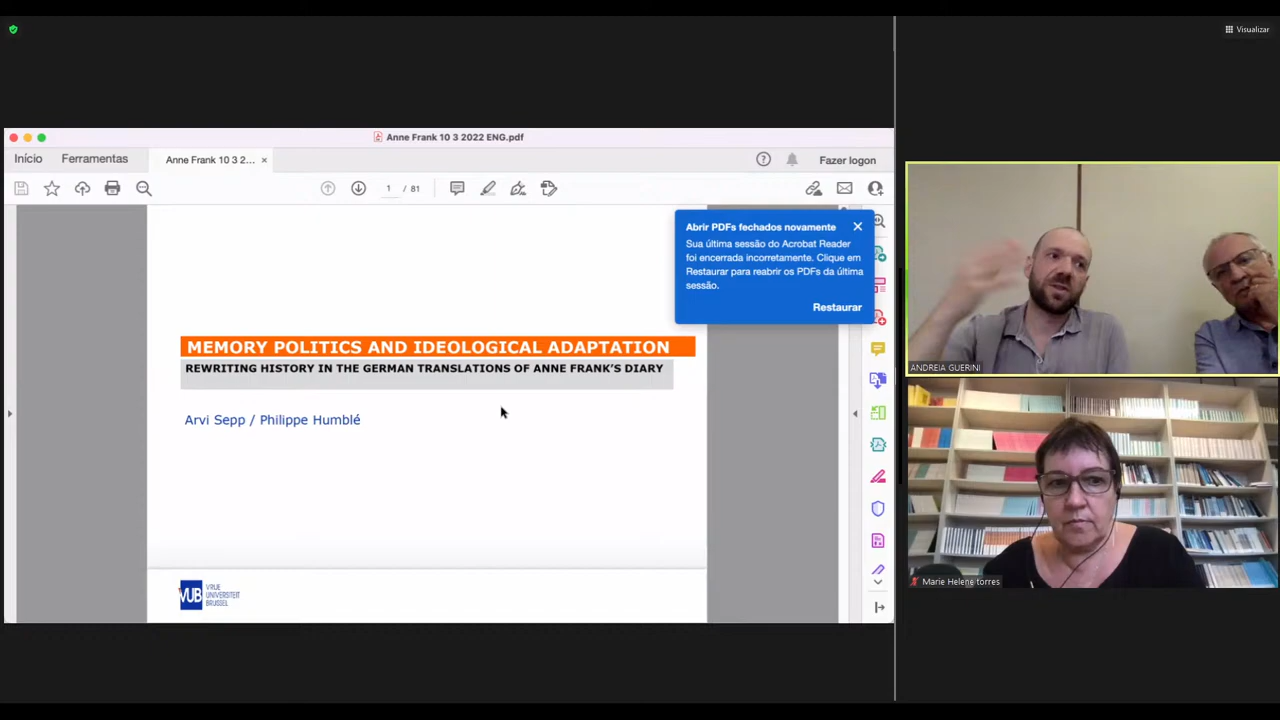 Visualizar
Anne Frank 10 3 2022 ENG.pdf
Início
Ferramentas
Anne Frank 10 3 2...
Fazer logon
1 / 81
Abrir PDFs fechados novamente
Sua última sessão do Acrobat Reader
foi encerrada incorretamente. Clique em
Restaurar para reabrir os PDFs da última
sessão.
Restaurar
MEMORY POLITICS AND IDEOLOGICAL ADAPTATION
REWRITING HISTORY IN THE GERMAN TRANSLATIONS OF ANNE FRANK'S DIARY
Arvi Sepp / Philippe Humblé
VUB
VRIJE
UNIVERSITEIT
BRUSSEL
ANDREIA GUERINI
Marie Helene torres